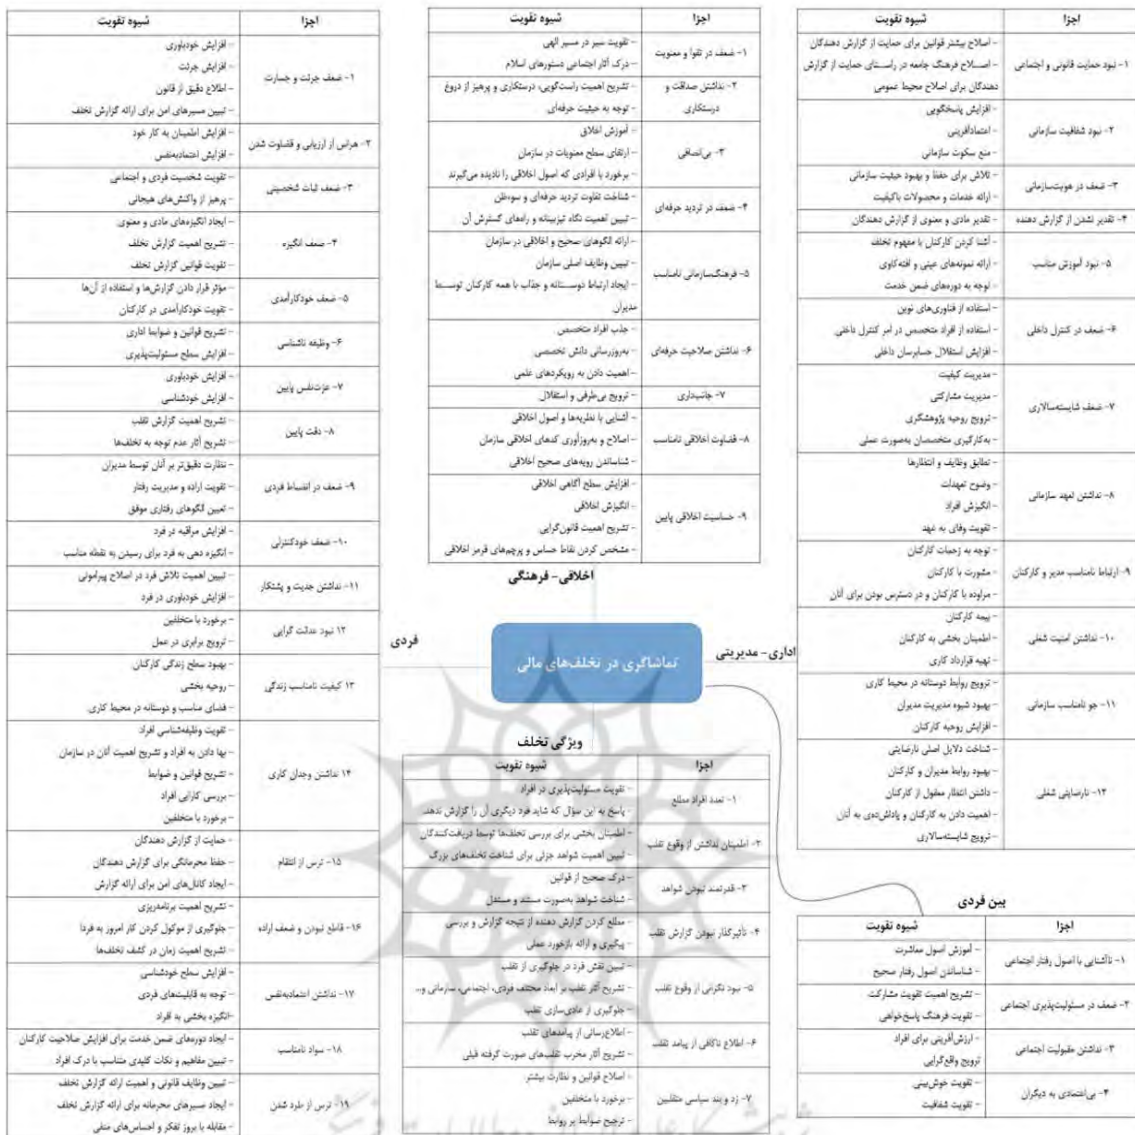 اجزا	شیوه تقویت
۱- نبود حمایت قانونی و اجتماعی
- اصلاح بیشتر قوانین برای حمایت از گزارش دهندگان
- اصـــلاح فرهنگ جامعه در راســـتای حمایت از گزارش
دهندگان برای اصلاح محیط عمومی
۲- نبود شفافیت سازمانی
- افزایش پاسخگویی
- اعتمادآفرینی
- منع سکوت سازمانی
۳- ضعف در هویت‌سازمانی
- تلاش برای حفظ و بهبود حیثیت سازمانی
- ارائه خدمات و محصولات باکیفیت
۴- تقدیر نشدن از گزارش دهنده
- تقدیر مادی و معنوی از گزارش دهندگان
۵- نبود آموزش مناسب
- آشنا کردن کارکنان با مفهوم تخلف
- ارائه نمونه‌های عینی و افته‌کاوی
- توجه به دوره‌های ضمن خدمت
۶- ضعف در کنترل داخلی
- استفاده از فناوری‌های نوین
- استفاده از افراد متخصص در امر کنترل داخلی
- افزایش استقلال حسابرسان داخلی
۷- ضعف شایسته‌سالاری
- مدیریت کیفیت
- مدیریت مشارکتی
- ترویج روحیه پژوهشگری
- به‌کارگیری متخصصان به‌صورت عملی
۸- نداشتن تعهد سازمانی
- تطابق وظایف و انتظارها
- وضوح تعهدات
- انگیزش افراد
- تقویت وفای به عهد
۹- ارتباط نامناسب مدیر و کارکنان
- توجه به زحمات کارکنان
- مشورت با کارکنان
- مراوده با کارکنان و در دسترس بودن برای آنان
۱۰- نداشتن امنیت شغلی
- بیمه کارکنان
- اطمینان بخشی به کارکنان
- تهیه قرارداد کاری
۱۱- جو نامناسب سازمانی
- ترویج روابط دوستانه در محیط کاری
- بهبود شیوه مدیریت مدیران
- افزایش روحیه کارکنان
۱۲- نارضایتی شغلی
- شناخت دلایل اصلی نارضایتی
- بهبود روابط مدیران و کارکنان
- داشتن انتظار معقول از کارکنان
- اهمیت دادن به کارکنان و پاداش‌دهی به آنان
- ترویج شایسته‌سالاری
اداری- مدیریتی
اجزا	شیوه تقویت
۱- ضعف در تقوا و معنویت
- تقویت سیر در مسیر الهی
- درک آثار اجتماعی دستورهای اسلام
۲- نداشتن صداقت و
درستکاری
- تشریح اهمیت راستگویی، درستکاری و پرهیز از دروغ
- توجه به حیثیت حرفه‌ای
۳- بی‌انصافی
- آموزش اخلاق
- ارتقای سطح معنویات در سازمان
- برخورد با افرادی که اصول اخلاقی را نادیده می‌گیرند
۴- ضعف در تردید حرفه‌ای
- شناخت تفاوت تردید حرفه‌ای و سوءظن
- تبیین اهمیت نگاه تیزبینانه و راه‌های گسترش آن
۵- فرهنگ‌سازمانی نامناسب
- ارائه الگوهای صحیح و اخلاقی در سازمان
- تبیین وظایف اصلی سازمان
- ایجاد ارتباط دوســـتانه و جذاب با همه کارکنان توســـط
مدیران
۶- نداشتن صلاحیت حرفه‌ای
- جذب افراد متخصص
- به‌روزرسانی دانش تخصصی
- اهمیت دادن به رویکردهای علمی
۷- جانبداری
- ترویج بی‌طرفی و استقلال
۸- قضاوت اخلاقی نامناسب
- آشنایی با نظریه‌ها و اصول اخلاقی
- اصلاح و به‌روزآوری کدهای اخلاقی سازمان
- شناساندن رویه‌های صحیح اخلاقی
۹- حساسیت اخلاقی پایین
- افزایش سطح آگاهی اخلاقی
- انگیزش اخلاقی
- تشریح اهمیت قانون‌گرایی
- مشخص کردن نقاط حساس و پرچم‌های قرمز اخلاقی
اخلاقی- فرهنگی
اجزا	شیوه تقویت
۱- ضعف جرئت و جسارت
- افزایش خودباوری
- افزایش جرئت
- اطلاع دقیق از قانون
- تبیین مسیرهای امن برای ارائه گزارش تخلف
۲- هراس از ارزیابی و قضاوت شدن
- افزایش اطمینان به کار خود
- افزایش اعتمادبه‌نفس
۳- ضعف ثبات شخصیتی
- تقویت شخصیت فردی و اجتماعی
- پرهیز از واکنش‌های هیجانی
۴- ضعف انگیزه
- ایجاد انگیزه‌های مادی و معنوی
- تشریح اهمیت گزارش تخلف
- تقویت قوانین گزارش تخلف
۵- ضعف خودکارآمدی
- مؤثر قرار دادن گزارش‌ها و استفاده از آن‌ها
- تقویت خودکارآمدی در کارکنان
۶- وظیفه ناشناسی
- تشریح قوانین و ضوابط اداری
- افزایش سطح مسئولیت‌پذیری
۷- عزت‌نفس پایین
- افزایش خودباوری
- افزایش خودشناسی
۸- دقت پایین
- تشریح اهمیت گزارش تقلب
- تشریح آثار عدم توجه به تخلف‌ها
۹- ضعف در انضباط فردی
- نظارت دقیق‌تر بر آنان توسط مدیران
- تقویت اراده و مدیریت رفتار
- تعیین الگوهای رفتاری موفق
۱۰- ضعف خودکنترلی
- افزایش مراقبه در فرد
- انگیزه دهی به فرد برای رسیدن به نقطه مناسب
۱۱- نداشتن جدیت و پشتکار
- تبیین اهمیت تلاش فرد در اصلاح پیرامونی
- افزایش خودباوری در فرد
۱۲ نبود عدالت گرایی
- برخورد با متخلفین
- ترویج برابری در عمل
۱۳ کیفیت نامناسب زندگی
- بهبود سطح زندگی کارکنان
- روحیه بخشی
- فضای مناسب و دوستانه در محیط کاری
۱۴ نداشتن وجدان کاری
- تقویت وظیفه‌شناسی افراد
- بها دادن به افراد و تشریح اهمیت آنان در سازمان
- تشریح قوانین و ضوابط
- بررسی کارایی افراد
- برخورد با متخلفین
۱۵- ترس از انتقام
- حمایت از گزارش دهندگان
- حفظ محرمانگی برای گزارش دهندگان
- ایجاد کانال‌های امن برای ارائه گزارش
۱۶- قاطع نبودن و ضعف اراده
- تشریح اهمیت برنامه‌ریزی
- جلوگیری از موکول کردن کار امروز به فردا
- تشریح اهمیت زمان در کشف تخلف‌ها
۱۷- نداشتن اعتمادبه‌نفس
- افزایش سطح خودشناسی
- توجه به قابلیت‌های فردی
-انگیزه بخشی به افراد
۱۸- سواد نامناسب
- ایجاد دوره‌های ضمن خدمت برای افزایش صلاحیت کارکنان
- تبیین مفاهیم و نکات کلیدی متناسب با درک افراد
۱۹- ترس از طرد شدن
- تبیین وظایف قانونی و اهمیت ارائه گزارش تخلف
- ایجاد مسیرهای محرمانه برای ارائه گزارش تخلف
- مقابله با بروز تفکر و احساس‌های منفی
فردی
تماشاگری در تخلف‌های مالی
ویژگی تخلف
اجزا	شیوه تقویت
۱- تعدد افراد مطلع
- تقویت مسئولیت‌پذیری در افراد
- پاسخ به این سؤال که شاید فرد دیگری آن را گزارش ندهد.
۲- اطمینان نداشتن از وقوع تقلب
- اطمینان بخشی برای بررسی تخلف‌ها توسط دریافت‌کنندگان
- تبیین اهمیت شواهد جزئی برای شناخت تخلف‌های بزرگ
۳- قدرتمند نبودن شواهد
- درک صحیح از قوانین
- شناخت شواهد به‌صورت مستند و مستدل
۴- تأثیرگذار نبودن گزارش تقلب
- مطلع کردن گزارش دهنده از نتیجه گزارش و بررسی
- پیگیری و ارائه بازخورد عملی
۵- نبود نگرانی از وقوع تقلب
- تبیین نقش فرد در جلوگیری از تقلب
- تشریح آثار تقلب بر ابعاد مختلف فردی، اجتماعی، سازمانی و...
- جلوگیری از عادی‌سازی تقلب
۶- اطلاع ناکافی از پیامد تقلب
- اطلاع‌رسانی از پیامدهای تقلب
- تشریح آثار مخرب تقلب‌های صورت گرفته قبلی
۷- زد و بند سیاسی متقلبین
- اصلاح قوانین و نظارت بیشتر
- برخورد با متخلفین
- ترجیح ضوابط بر روابط
بین فردی
اجزا	شیوه تقویت
۱- ناآشنایی با اصول رفتار اجتماعی
- آموزش اصول معاشرت
- شناساندن اصول رفتار صحیح
۲- ضعف در مسئولیت‌پذیری اجتماعی
- تشریح اهمیت تقویت مشارکت
- تقویت فرهنگ پاسخ‌خواهی
۳- نداشتن مقبولیت اجتماعی
- ارزش‌آفرینی برای افراد
ترویج واقع‌گرایی
۴- بی‌اعتمادی به دیگران
- تقویت خوش‌بینی
- تقویت شفافیت